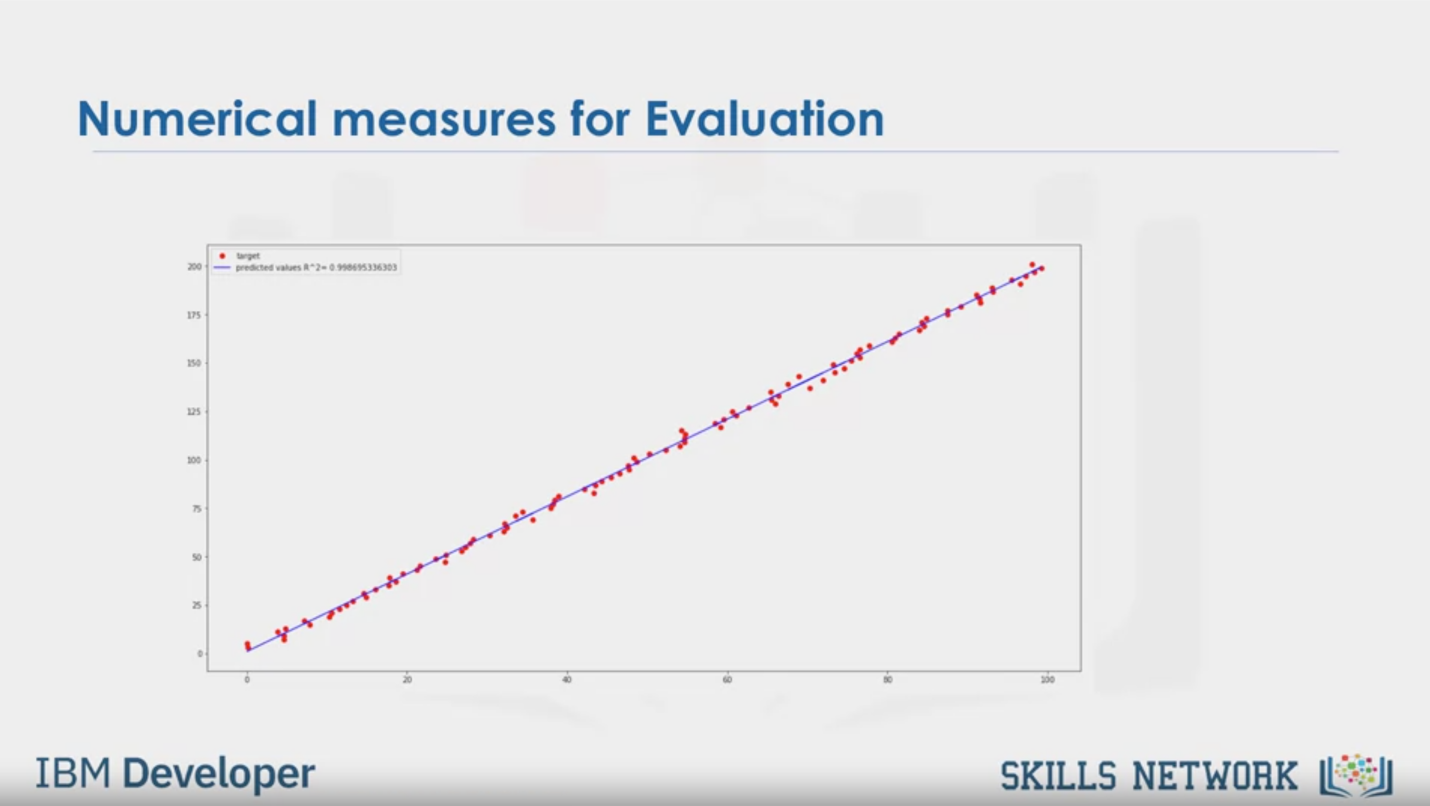 Numerical measures for Evaluation
target
predicted values R^2= 0.998695336303
200
175
150
125
100
75
50
25
0
0 20 40 60 80 100
IBM Developer
SKILLS NETWORK